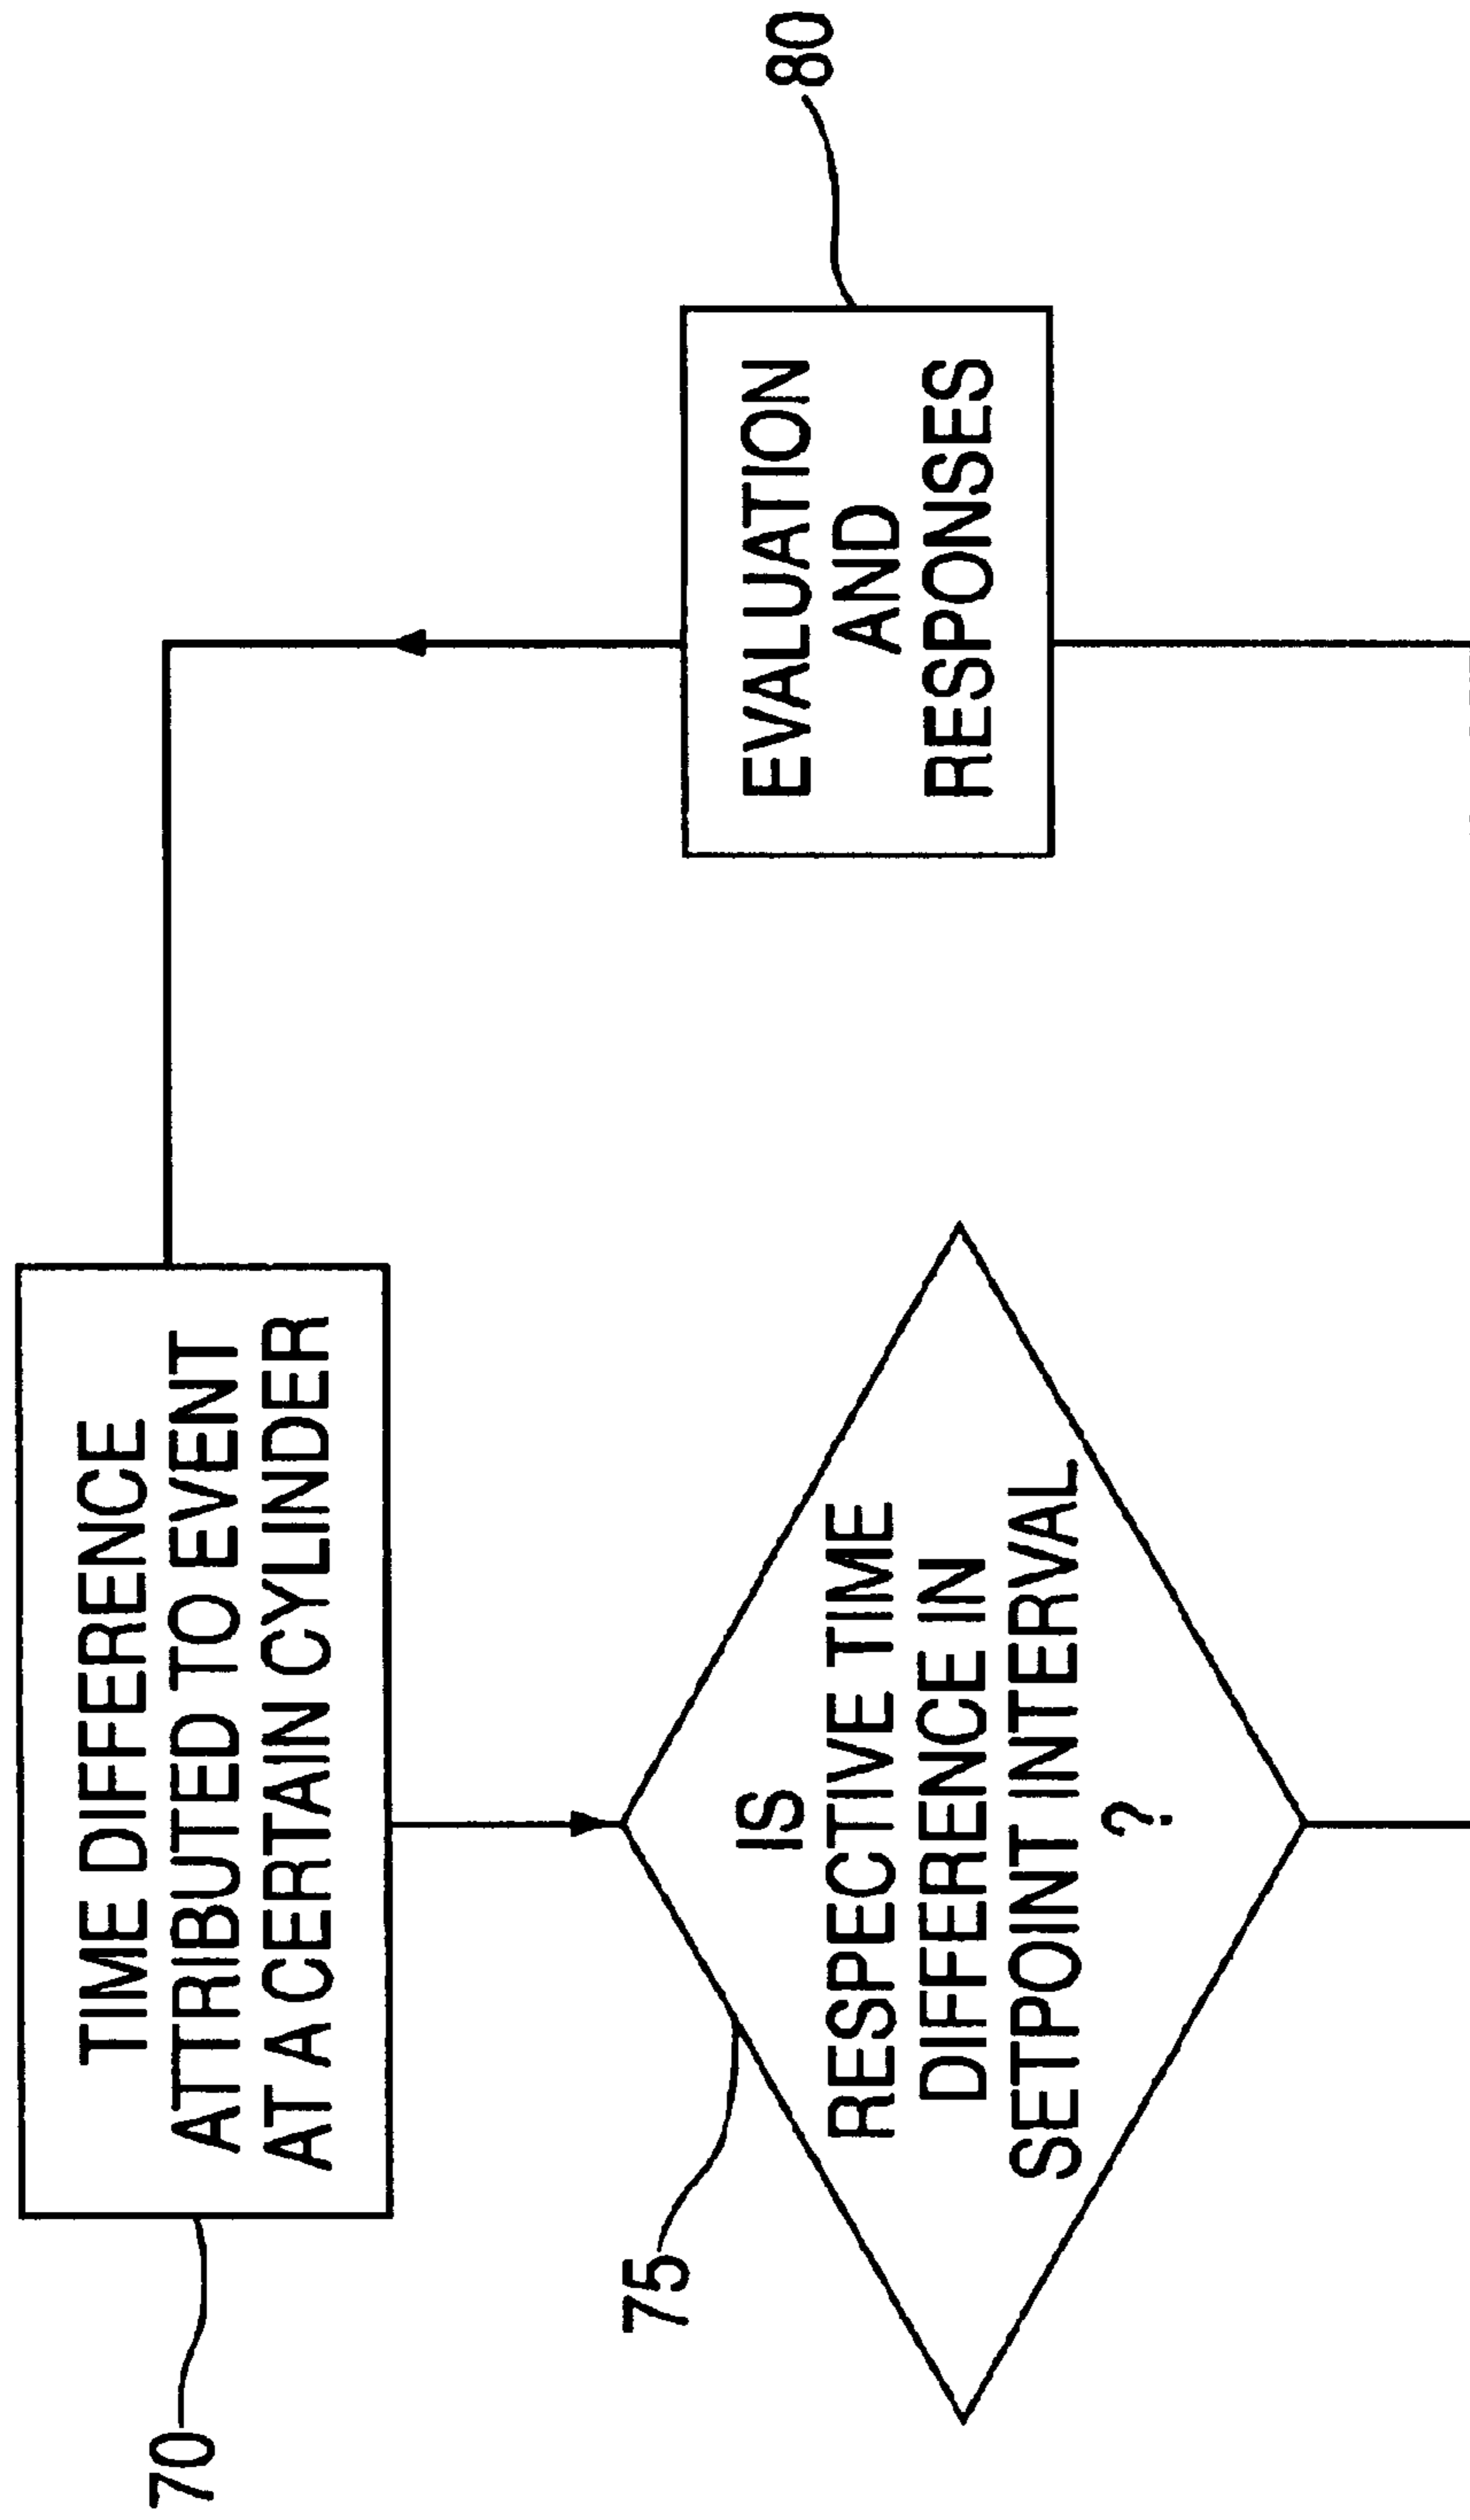 70
TIME DIFFERENCE
ATTRIBUTED TO EVENT
AT A CERTAIN CYLINDER
75
IS
RESPECTIVE TIME
DIFFERENCE IN
SETPOINT INTERVAL
?
EVALUATION
AND
RESPONSES
80